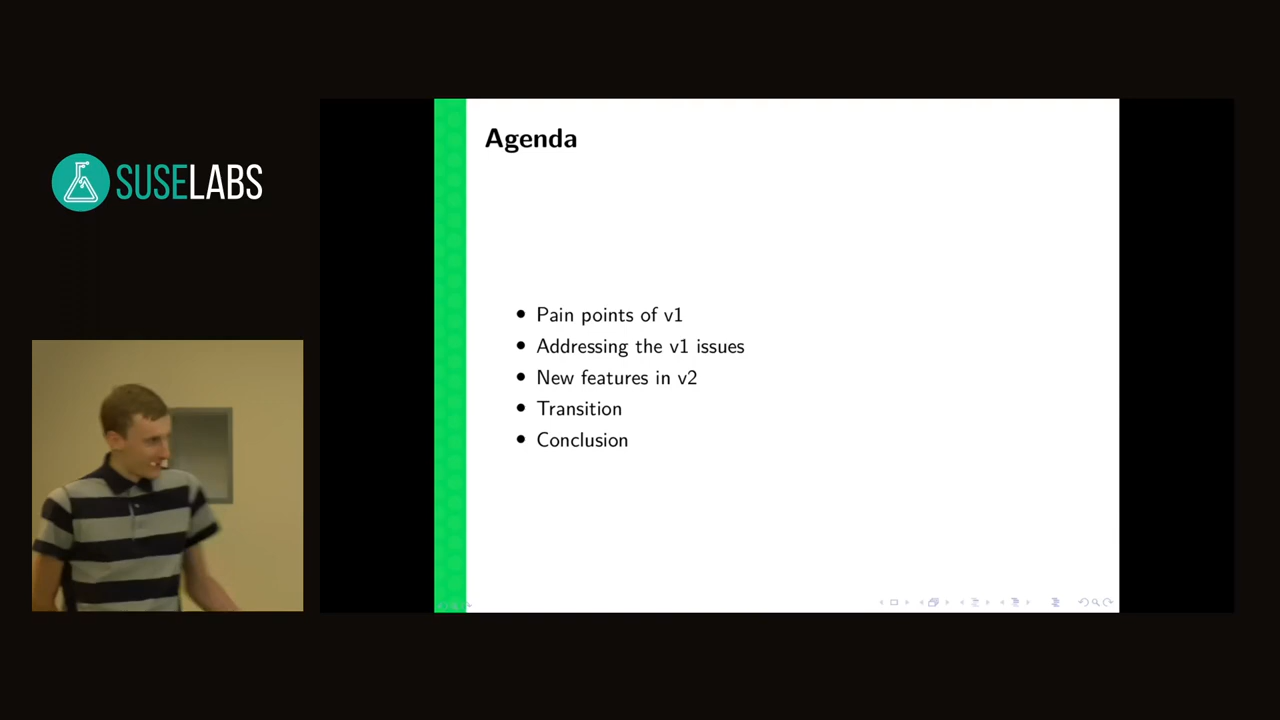 SUSELABS
Agenda
• Pain points of v1
• Addressing the v1 issues
• New features in v2
• Transition
• Conclusion